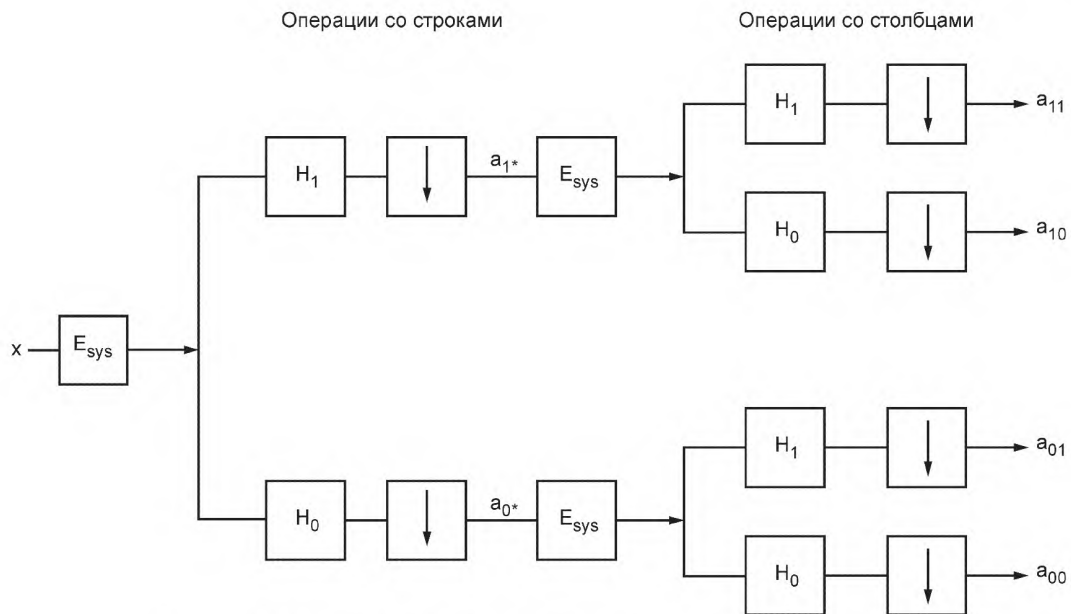 Операции со строками
Операции со столбцами
H1
a11
H1
a1*
Esys
H0
a10
x
Esys
H1
a01
H0
a0*
Esys
H0
a00